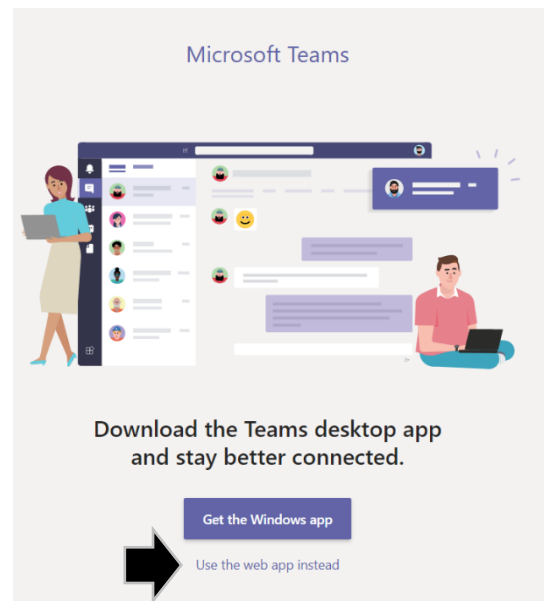 Microsoft Teams
Download the Teams desktop app
and stay better connected.
Get the Windows app
Use the web app instead